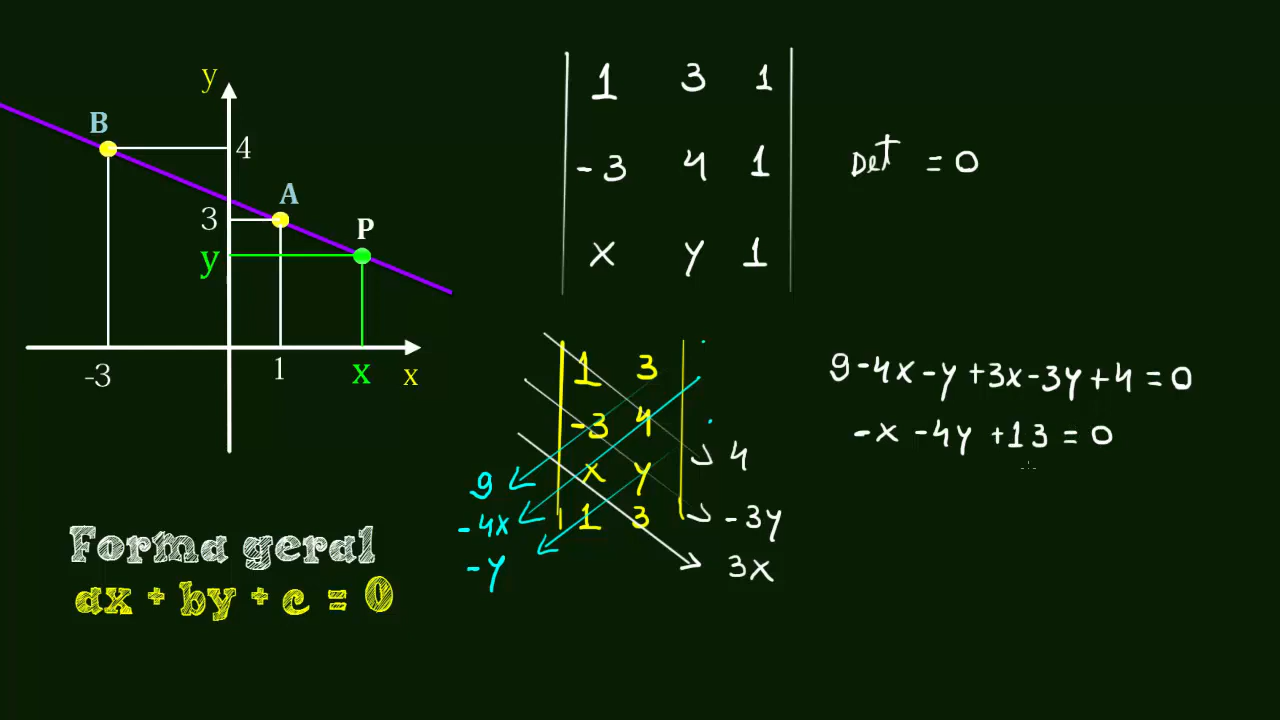 y
B
4
A
3
P
y
-3
1
x
x
Forma geral
ax + by + c = 0
1 3 1
-3 4 1
x y 1
Det = 0
1 3
-3 4
x y
1 3
9
-4x
-y
4
-3y
3x
9-4x-y+3x-3y+4=0
-x-4y+13=0